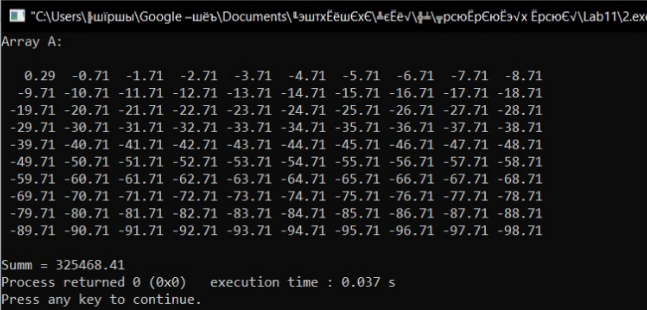 "C:\Users\╠шїршы\Google –шёъ\Documents\╙эштхЁёшЄхЄ\╩єЁё√\╬╧\╦рсюЁрЄюЁэ√х ЁрсюЄ√\Lab11\2.exe
Array A:
0.29 -0.71 -1.71 -2.71 -3.71 -4.71 -5.71 -6.71 -7.71 -8.71
-9.71 -10.71 -11.71 -12.71 -13.71 -14.71 -15.71 -16.71 -17.71 -18.71
-19.71 -20.71 -21.71 -22.71 -23.71 -24.71 -25.71 -26.71 -27.71 -28.71
-29.71 -30.71 -31.71 -32.71 -33.71 -34.71 -35.71 -36.71 -37.71 -38.71
-39.71 -40.71 -41.71 -42.71 -43.71 -44.71 -45.71 -46.71 -47.71 -48.71
-49.71 -50.71 -51.71 -52.71 -53.71 -54.71 -55.71 -56.71 -57.71 -58.71
-59.71 -60.71 -61.71 -62.71 -63.71 -64.71 -65.71 -66.71 -67.71 -68.71
-69.71 -70.71 -71.71 -72.71 -73.71 -74.71 -75.71 -76.71 -77.71 -78.71
-79.71 -80.71 -81.71 -82.71 -83.71 -84.71 -85.71 -86.71 -87.71 -88.71
-89.71 -90.71 -91.71 -92.71 -93.71 -94.71 -95.71 -96.71 -97.71 -98.71
Summ = 325468.41
Process returned 0 (0x0) execution time : 0.037 s
Press any key to continue.